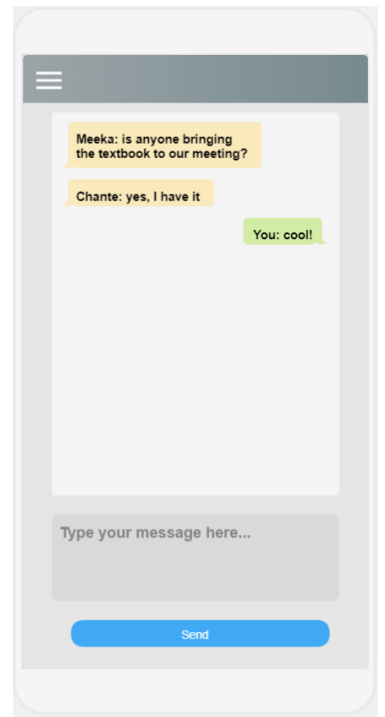 Meeka: is anyone bringing
the textbook to our meeting?
Chante: yes, I have it
You: cool!
Type your message here...
Send